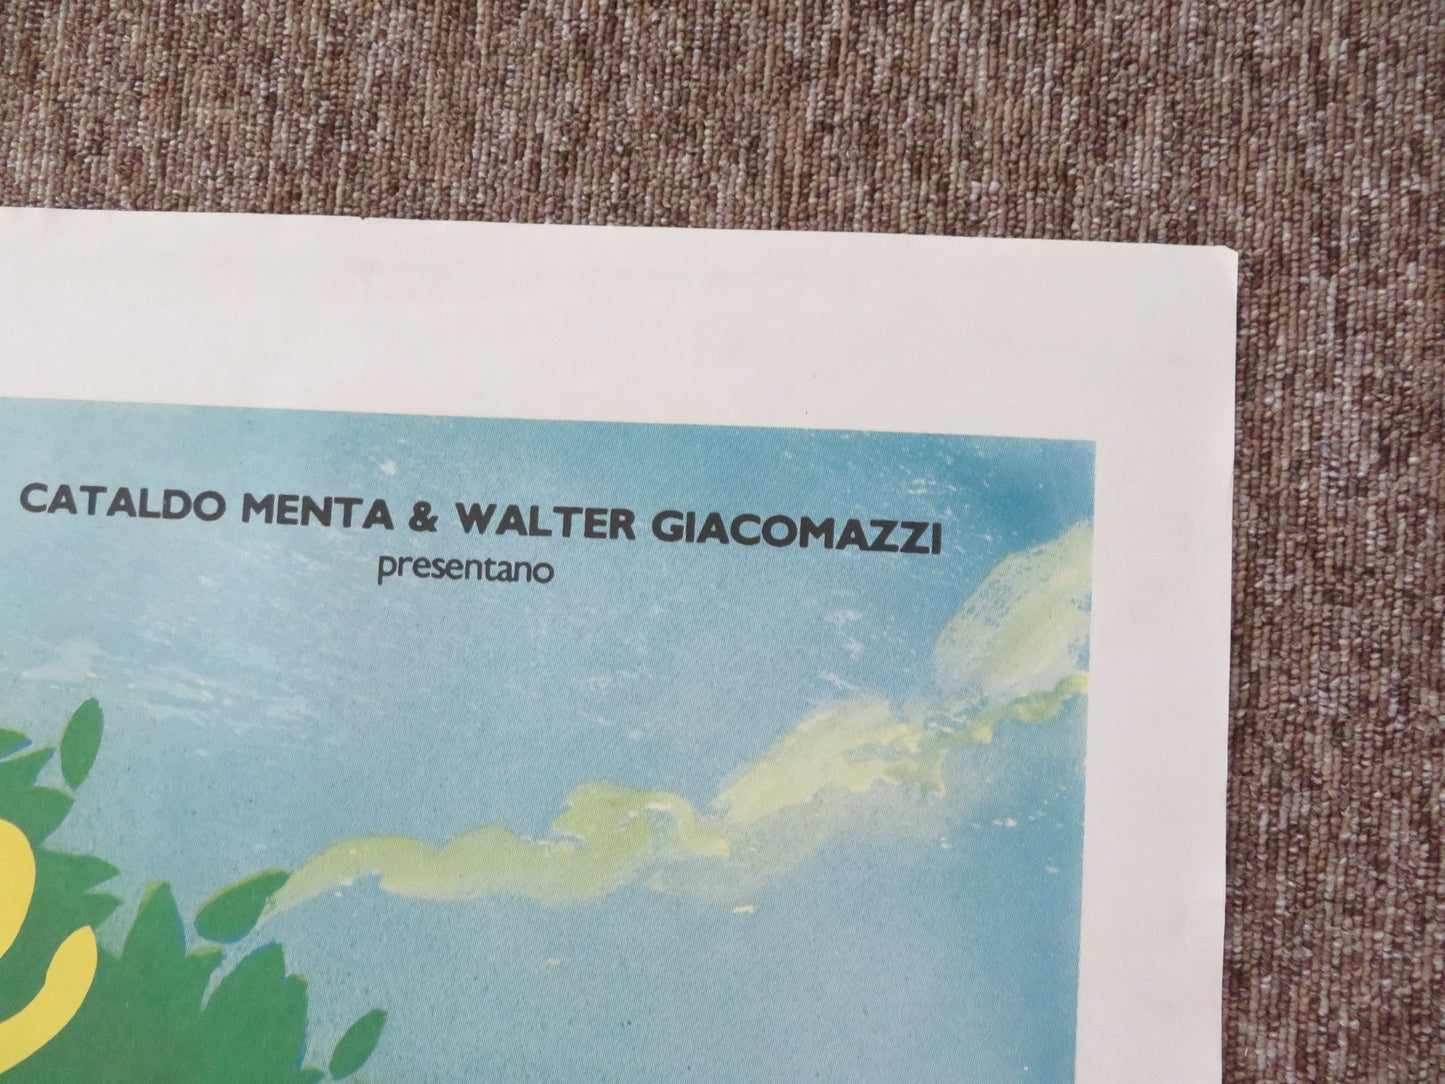 CATALDO MENTA & WALTER GIACOMAZZI
presentano